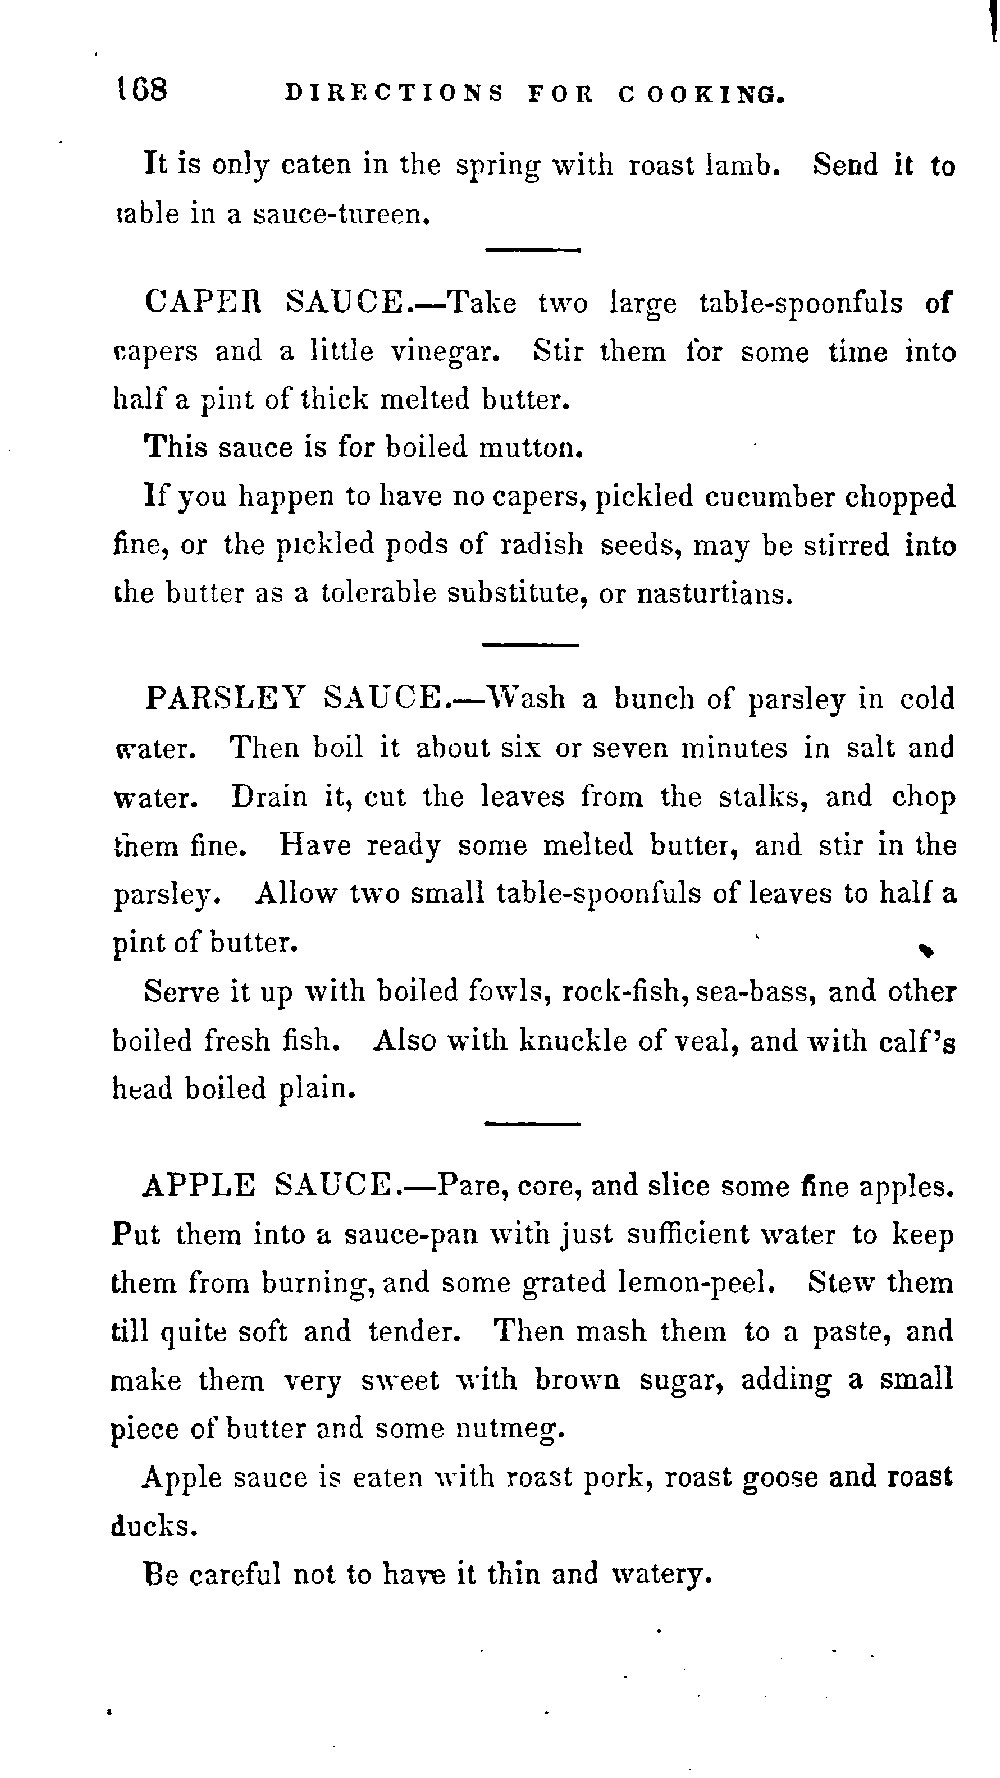 168 DIRECTIONS FOR COOKING.
It is only eaten in the spring with roast lamb. Send it to
table in a sauce-tureen.
CAPER SAUCE.—Take two large table-spoonfuls of
capers and a little vinegar. Stir them for some time into
half a pint of thick melted butter.
This sauce is for boiled mutton.
If you happen to have no capers, pickled cucumber chopped
fine, or the pickled pods of radish seeds, may be stirred into
the butter as a tolerable substitute, or nasturtians.
PARSLEY SAUCE.—Wash a bunch of parsley in cold
water. Then boil it about six or seven minutes in salt and
water. Drain it, cut the leaves from the stalks, and chop
them fine. Have ready some melted butter, and stir in the
parsley. Allow two small table-spoonfuls of leaves to half a
pint of butter.
Serve it up with boiled fowls, rock-fish, sea-bass, and other
boiled fresh fish. Also with knuckle of veal, and with calf's
head boiled plain.
APPLE SAUCE.—Pare, core, and slice some fine apples.
Put them into a sauce-pan with just sufficient water to keep
them from burning, and some grated lemon-peel. Stew them
till quite soft and tender. Then mash them to a paste, and
make them very sweet with brown sugar, adding a small
piece of butter and some nutmeg.
Apple sauce is eaten with roast pork, roast goose and roast
ducks.
Be careful not to have it thin and watery.